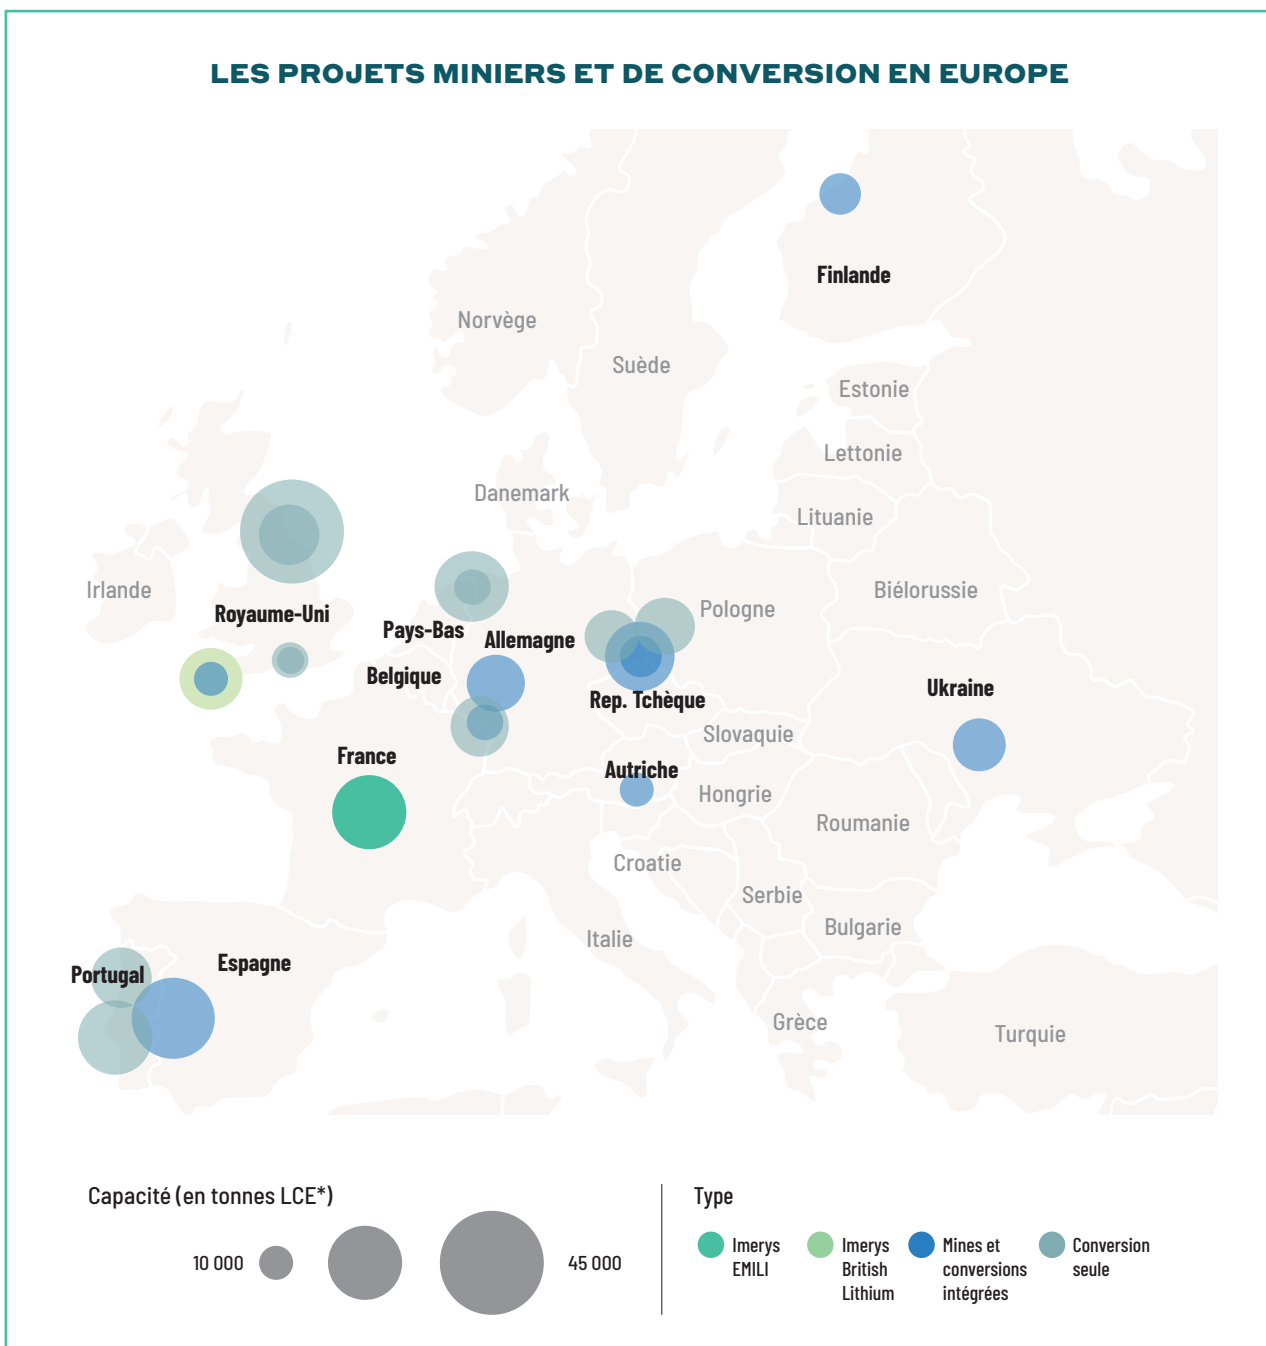 LES PROJETS MINIERS ET DE CONVERSION EN EUROPE
Finlande
Norvège
Suède
Estonie
Lettonie
Danemark
Lituanie
Irlande
Biélorussie
Royaume-Uni
Pologne
Pays-Bas
Allemagne
Belgique
Ukraine
Rep. Tchèque
Slovaquie
France
Autriche
Hongrie
Roumanie
Croatie
Serbie
Bulgarie
Italie
Espagne
Portugal
Grèce
Turquie
Capacité (en tonnes LCE*)
10 000
45 000
Type
Imerys
EMILI
Imerys
British
Lithium
Mines et
conversions
intégrées
Conversion
seule